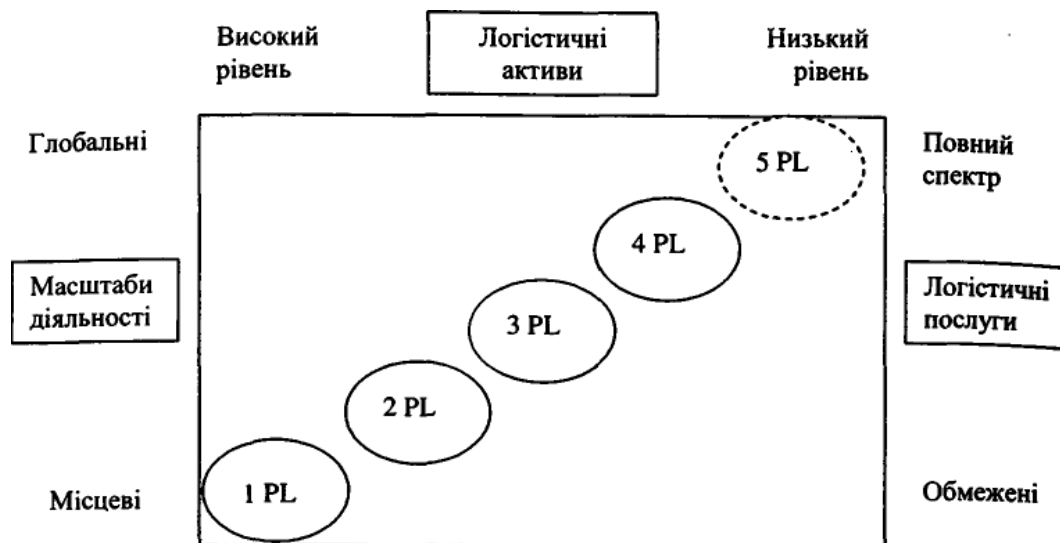 Високий рівень
Логістичні активи
Низький рівень
Глобальні
5 PL
Повний спектр
4 PL
Масштаби діяльності
3 PL
Логістичні послуги
2 PL
Місцеві
1 PL
Обмежені